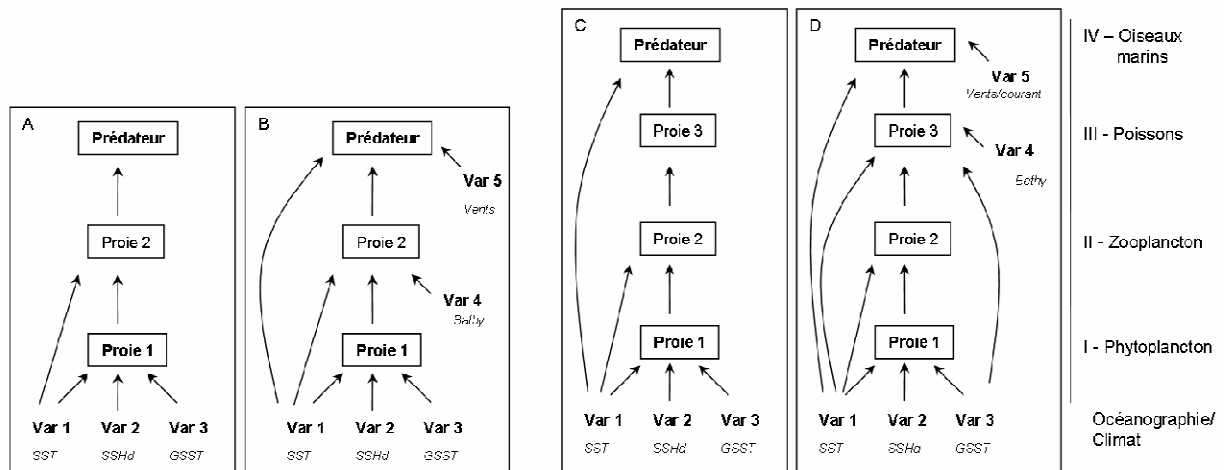 A
Prédateur
Proie 2
Proie 1
Var 1
Var 2
Var 3
SST
SSHd
GSST
B
Prédateur
Var 5
Vents
Proie 2
Var 4
Bathy
Proie 1
Var 1
Var 2
Var 3
SST
SSHd
GSST
C
Prédateur
Proie 3
Proie 2
Proie 1
Var 1
Var 2
Var 3
SST
SSHd
GSST
D
Prédateur
Var 5
Vents/courant
Proie 3
Var 4
Bathy
Proie 2
Proie 1
Var 1
Var 2
Var 3
SST
SSHd
GSST
IV – Oiseaux
marins
III - Poissons
II - Zooplancton
I - Phytoplancton
Océanographie/
Climat